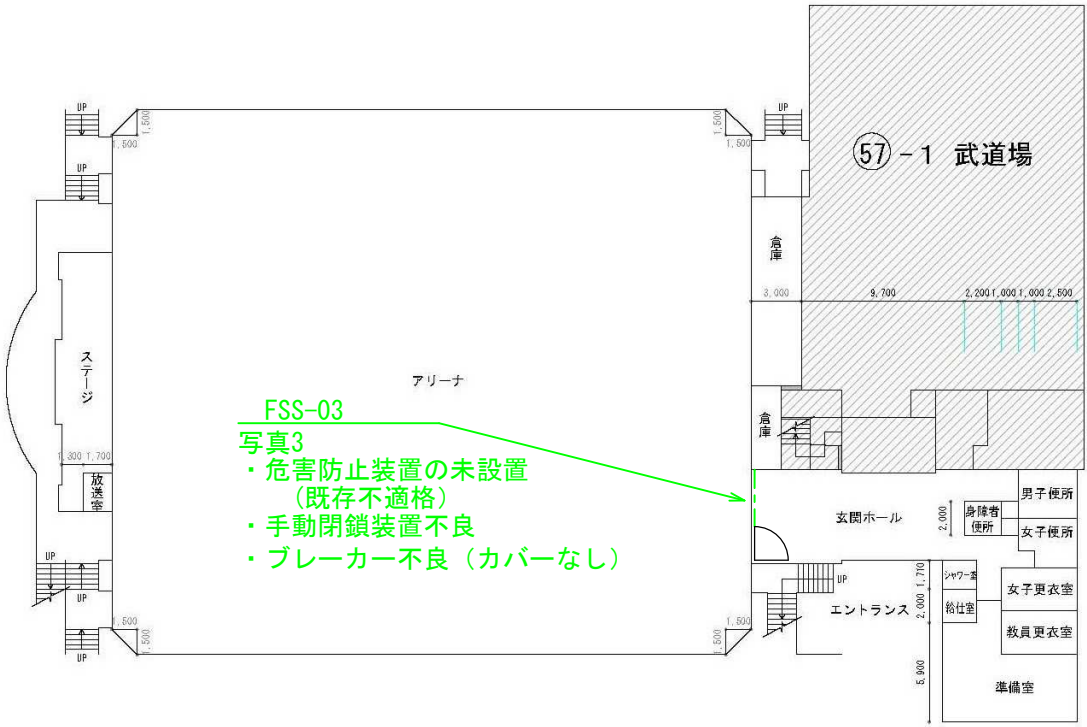 UP
UP
1,500
1,500
1,500
1,500
UP
㊼-1 武道場
倉庫
3,000
9,700
2,200
1,000
1,000
2,500
ステージ
アリーナ
FSS-03
写真3
・危害防止装置の未設置
(既存不適格)
・手動閉鎖装置不良
・ブレーカー不良(カバーなし)
倉庫
1,700
放送室
玄関ホール
2,000
身障者便所
男子便所
女子便所
UP
UP
UP
1,500
1,500
1,500
1,500
UP
エントランス
1,710
2,000
5,900
シャワー室
給仕室
女子更衣室
教員更衣室
準備室